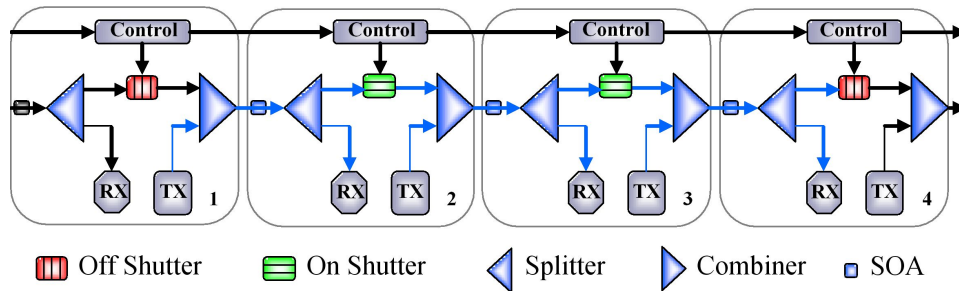 Control Control Control Control
RX TX 1 RX TX 2 RX TX 3 RX TX 4
Off Shutter On Shutter Splitter Combiner SOA